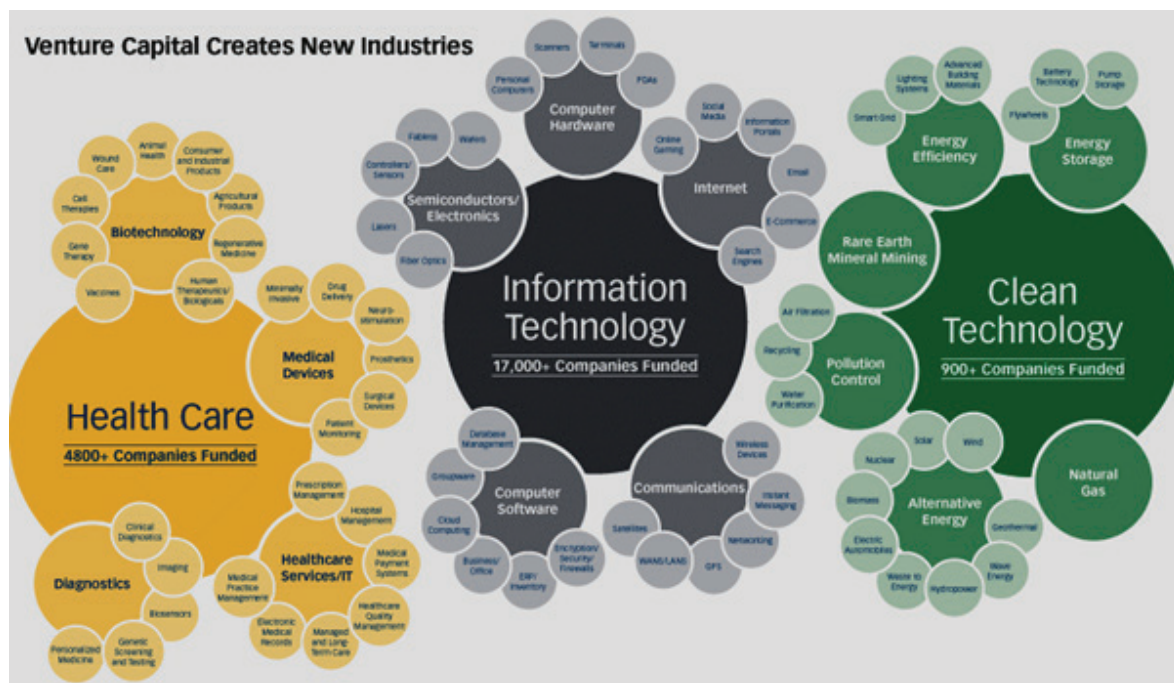 Venture Capital Creates New Industries
Animal
Health
Wound
Care
Consumer
and Industrial
Products
Cell
Therapies
Agricultural
Products
Biotechnology
Gene
Therapy
Regenerative
Medicine
Vaccines
Human
Therapeutics/
Biologicals
Minimally
Invasive
Drug
Delivery
Neuro-
stimulation
Medical
Devices
Prosthetics
Surgical
Devices
Patient
Monitoring
Health Care
4800+ Companies Funded
Prescription
Management
Hospital
Management
Healthcare
Services/IT
Medical
Payment
Systems
Medical
Practice
Management
Healthcare
Quality
Management
Electronic
Medical
Records
Managed
and Long-
Term Care
Clinical
Diagnostics
Imaging
Diagnostics
Biosensors
Personalized
Medicine
Genetic
Screening
and Testing
Scanners
Terminals
Personal
Computers
PDAs
Computer
Hardware
Fabless
Wafers
Controllers/
Sensors
Semiconductors/
Electronics
Lasers
Fiber Optics
Social
Media
Information
Portals
Online
Gaming
Email
Internet
E-Commerce
Search
Engines
Information
Technology
17,000+ Companies Funded
Database
Management
Groupware
Computer
Software
Cloud
Computing
Business/
Office
ERP/
Inventory
Encryption/
Security/
Firewalls
Wireless
Devices
Communications
Instant
Messaging
Satellites
Networking
WANS/LANS
GPS
Lighting
Systems
Advanced
Building
Materials
Smart Grid
Energy
Efficiency
Battery
Technology
Pump
Storage
Flywheels
Energy
Storage
Rare Earth
Mineral Mining
Clean
Technology
900+ Companies Funded
Air Filtration
Recycling
Pollution
Control
Water
Purification
Solar
Wind
Nuclear
Natural
Gas
Biomass
Alternative
Energy
Geothermal
Electric
Automobiles
Wave
Energy
Waste to
Energy
Hydropower